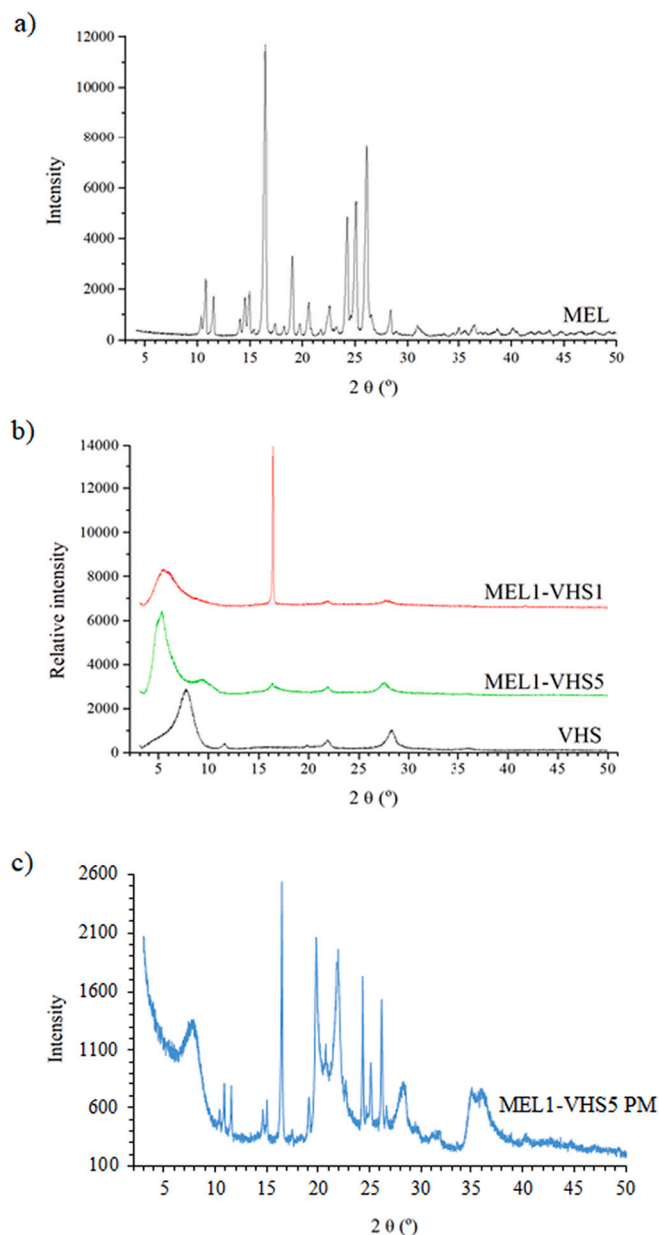 a)
12000
10000
8000
6000
4000
2000
0
Intensity
MEL
5 10 15 20 25 30 35 40 45 50
2 θ (º)
b)
14000
12000
10000
8000
6000
4000
2000
0
Relative intensity
MEL1-VHS1
MEL1-VHS5
VHS
5 10 15 20 25 30 35 40 45 50
2 θ (º)
c)
2600
2100
1600
1100
600
100
Intensity
MEL1-VHS5 PM
5 10 15 20 25 30 35 40 45 50
2 θ (º)